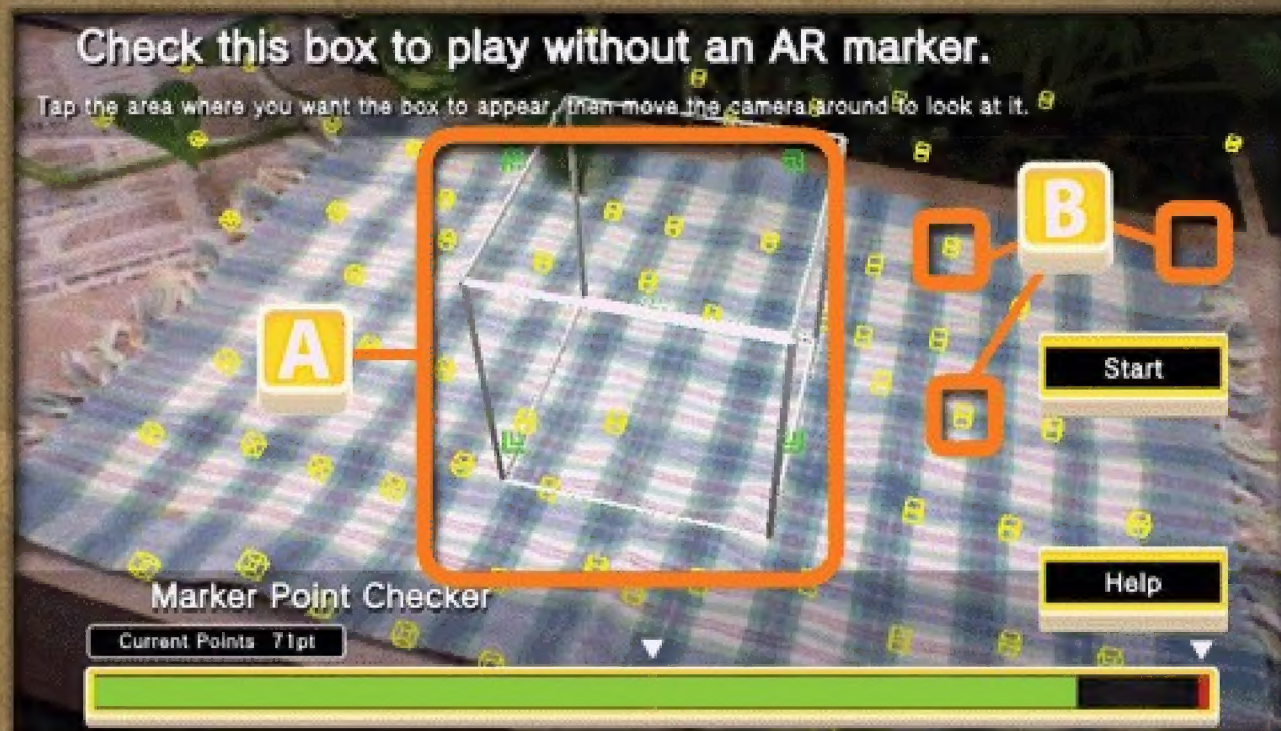 Check this box to play without an AR marker.
Tap the area where you want the box to appear, then move the camera around to look at it.
B
A
Start
Help
Marker Point Checker
Current Points 71pt